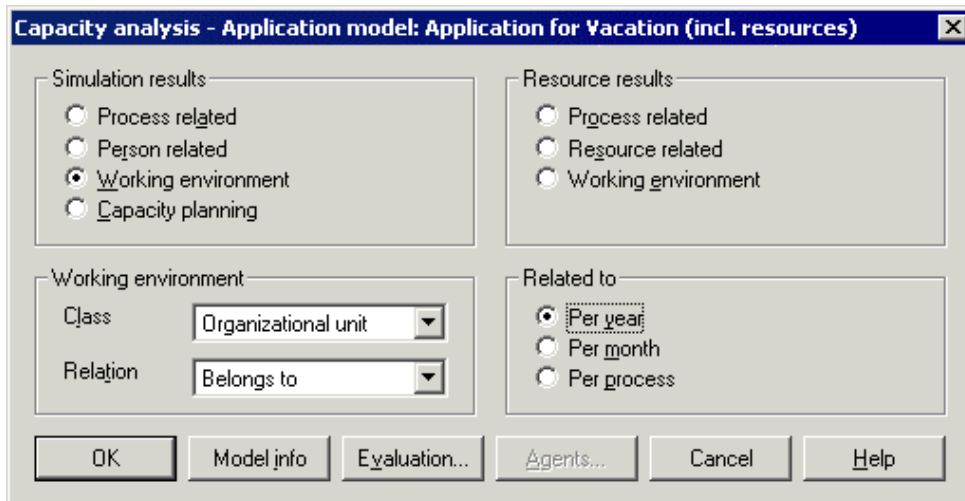 Capacity analysis - Application model: Application for Vacation (incl. resources)
Simulation results
Process related
Person related
Working environment
Capacity planning
Resource results
Process related
Resource related
Working environment
Working environment
Class
Organizational unit
Relation
Belongs to
Related to
Per year
Per month
Per process
OK
Model info
Evaluation...
Agents...
Cancel
Help